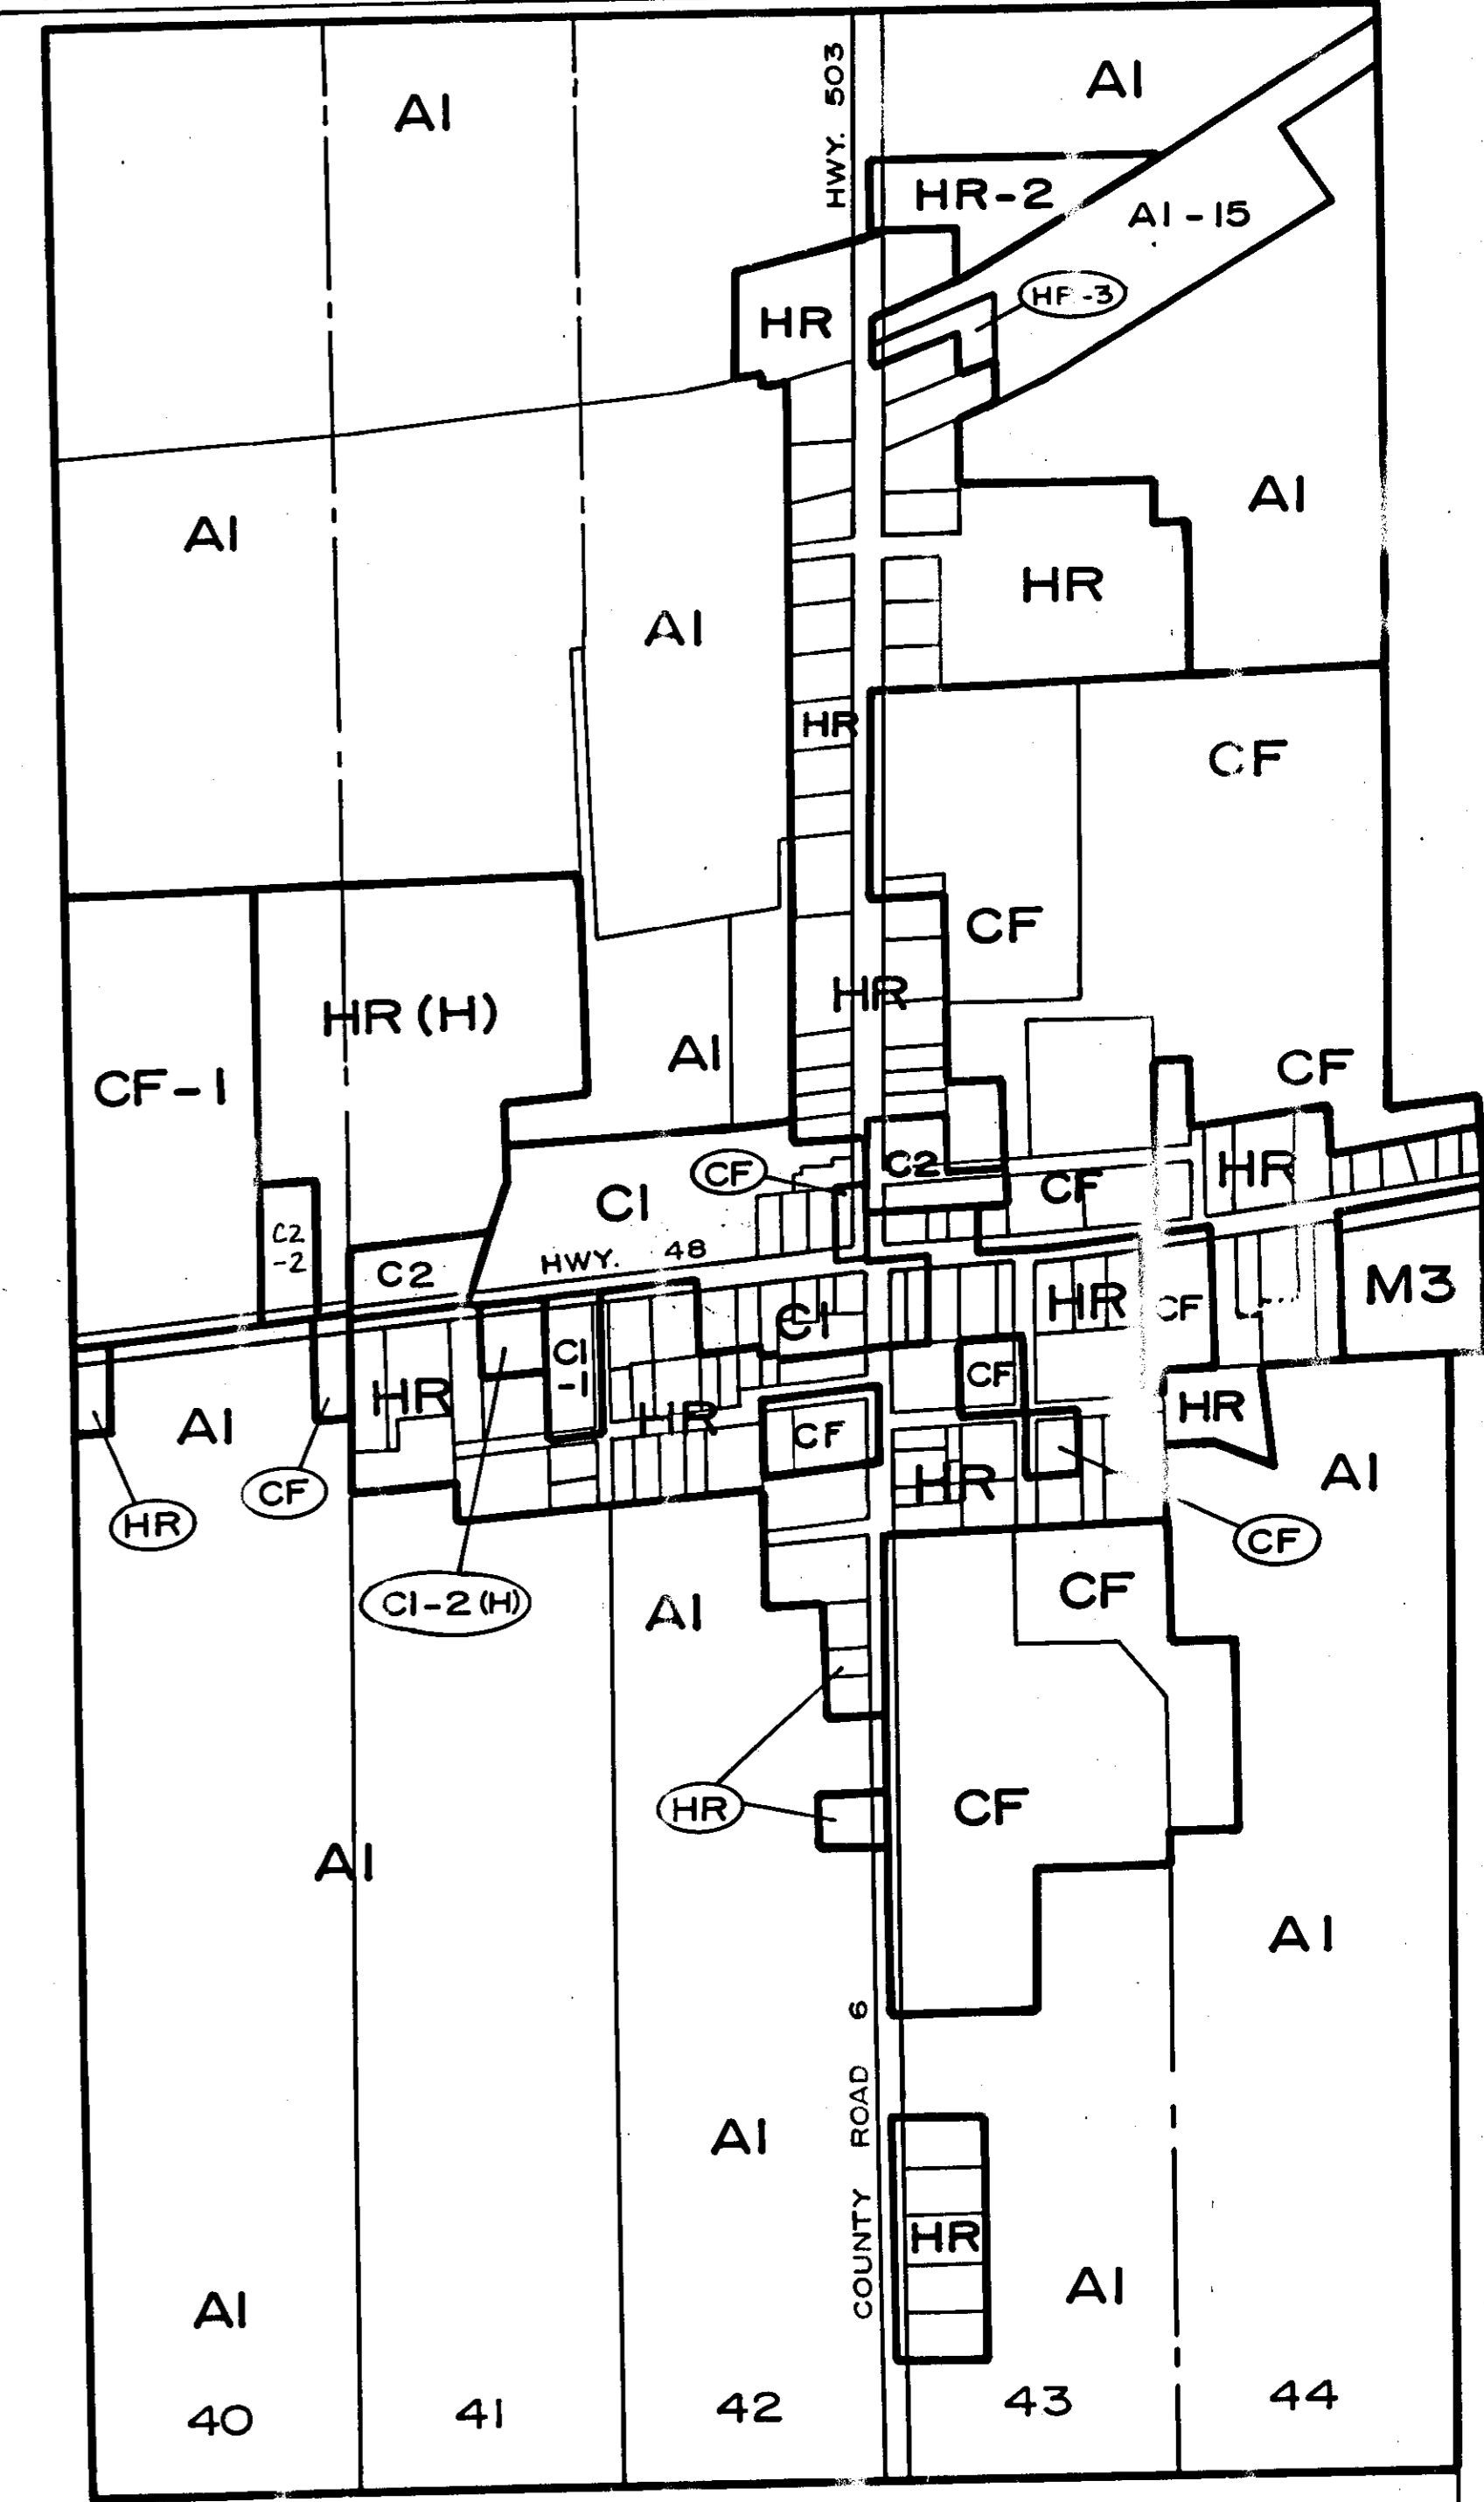 A1
A1
HWY. 503
HR-2
A1-15
HF-3
HR
A1
A1
HR
A1
HR
CF
CF
HR
HR (H)
A1
CF
CF-1
C2
HR
CF
CF
C1
C2
-2
HWY. 48
C2
M3
HR
CF
C1
C1
-1
CF
HR
HR
HR
A1
CF
HR
A1
CF
HR
CF
HR
C1-2 (H)
A1
CF
CF
HR
CF
A1
A1
COUNTY ROAD 6
A1
HR
A1
A1
40
41
42
43
44